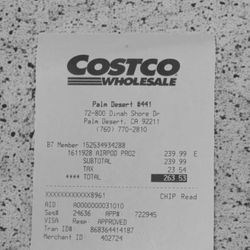 COSTCO
WHOLESALE
Palm Desert #441
72-800 Dinah Shore Dr
Palm Desert, CA 92211
(760) 770-2810
B7 Member 152534934288
1611928 AIRPOD PRO2 239.99 E
SUBTOTAL 239.99
TAX 23.54
**** TOTAL 263.53
XXXXXXXXXXXX8961 CHIP Read
AID A0000000031010
Seq# 24636 APP# 722945
VISA Resp APPROVED
Tran ID# 868364414187
Merchant ID 402724